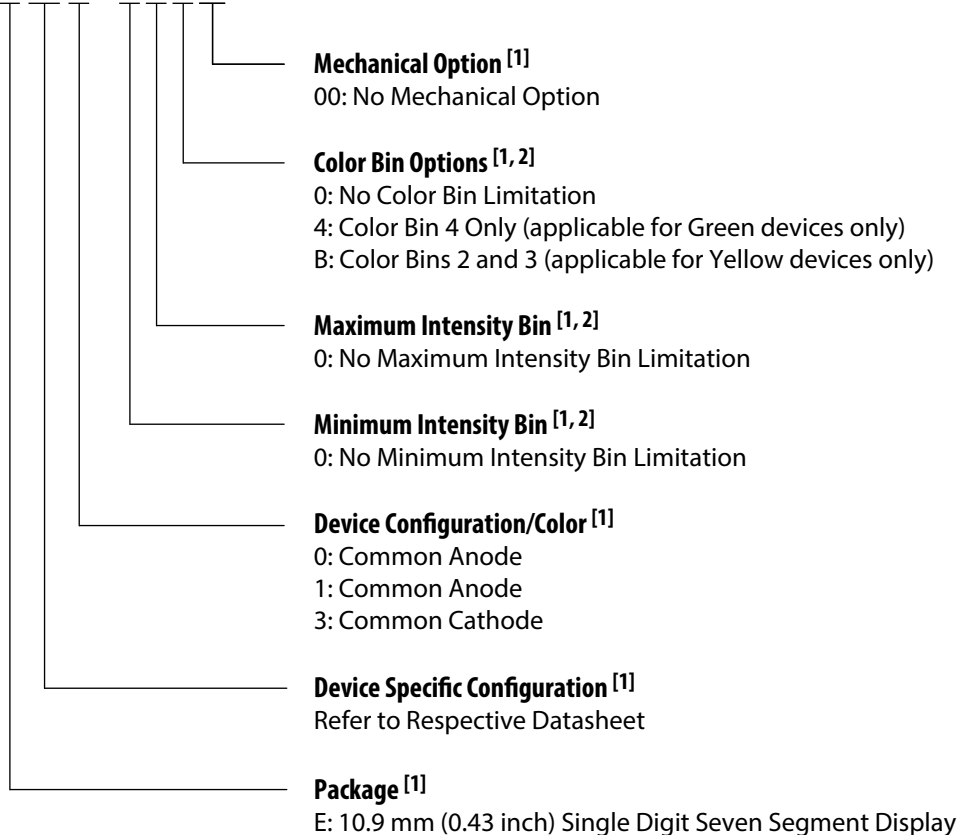 Mechanical Option [1]
00: No Mechanical Option
Color Bin Options [1, 2]
0: No Color Bin Limitation
4: Color Bin 4 Only (applicable for Green devices only)
B: Color Bins 2 and 3 (applicable for Yellow devices only)
Maximum Intensity Bin [1, 2]
0: No Maximum Intensity Bin Limitation
Minimum Intensity Bin [1, 2]
0: No Minimum Intensity Bin Limitation
Device Configuration/Color [1]
0: Common Anode
1: Common Anode
3: Common Cathode
Device Specific Configuration [1]
Refer to Respective Datasheet
Package [1]
E: 10.9 mm (0.43 inch) Single Digit Seven Segment Display